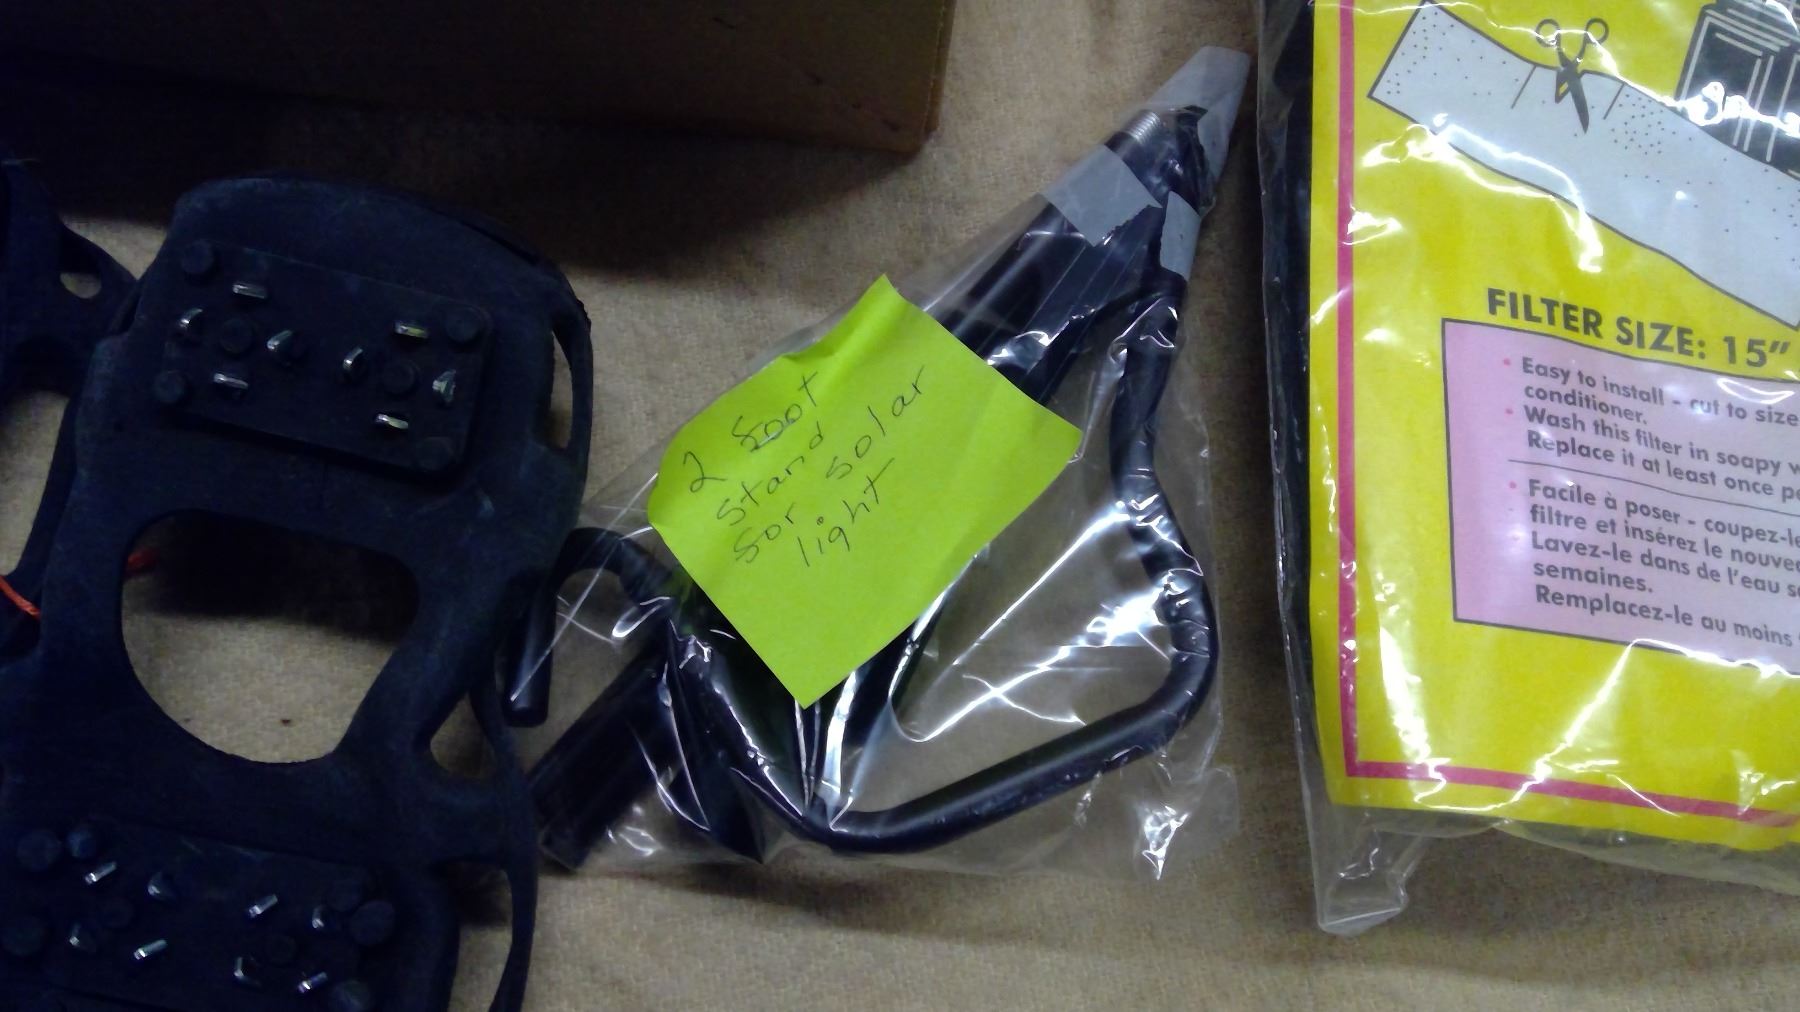 2 foot
stand
for solar
light
FILTER SIZE: 15"
• Easy to install - cut to size
conditioner.
• Wash this filter in soapy
Replace it at least once
• Facile à poser - coupez-le
filtre et insérez le nouve
Lavez-le dans de l'eau
semaines.
Remplacez-le au moins